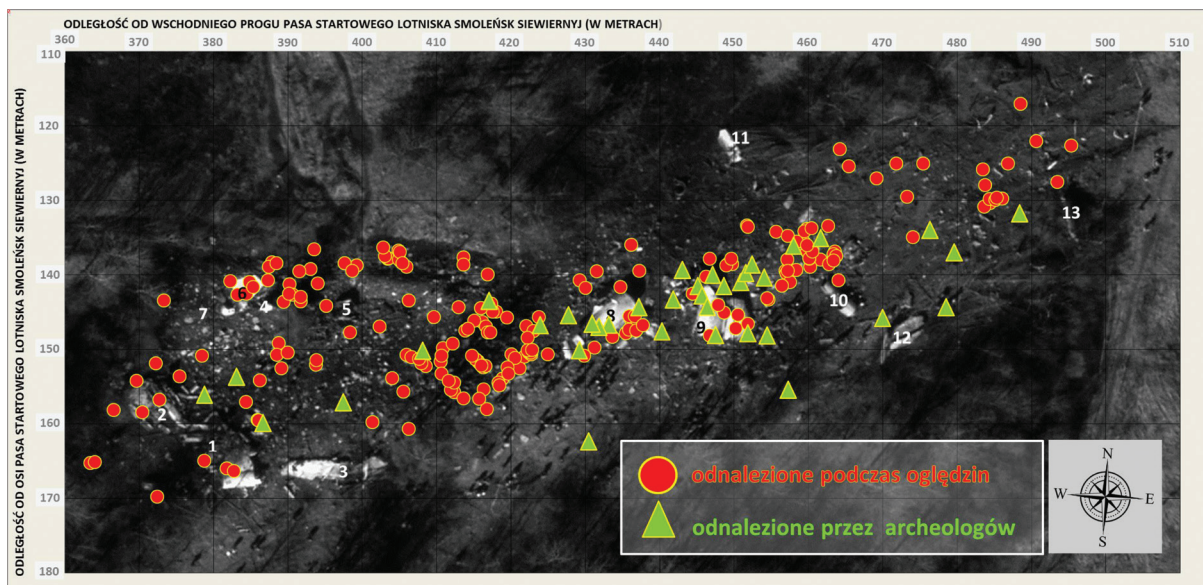 ODLEGŁOŚĆ OD WSCHODNIEGO PROGU PASA STARTOWEGO LOTNISKA SMOLEŃSK SIEWIERNYJ (W METRACH)
360 370 380 390 400 410 420 430 440 450 460 470 480 490 500 510
ODLEGŁOŚĆ OD OSI PASA STARTOWEGO LOTNISKA SMOLEŃSK SIEWIERNYJ (W METRACH)
110
120
130
140
150
160
170
180
11
13
6
7
4
5
10
8
9
12
2
1
3
odnalezione podczas oględzin
odnalezione przez archeologów
N
W
E
S